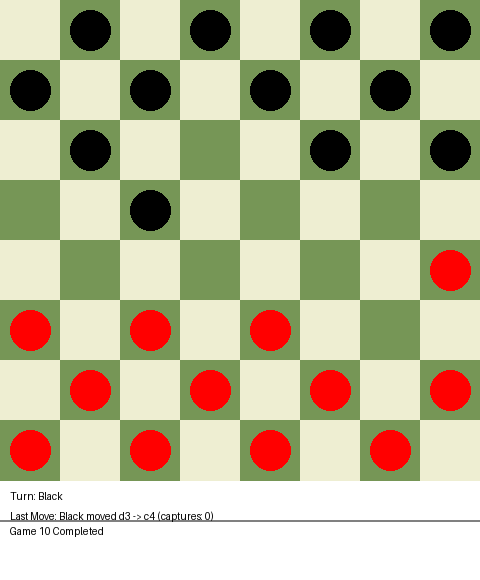 Turn: Black
Last Move: Black moved d3 -> c4 (captures: 0)
Game 10 Completed